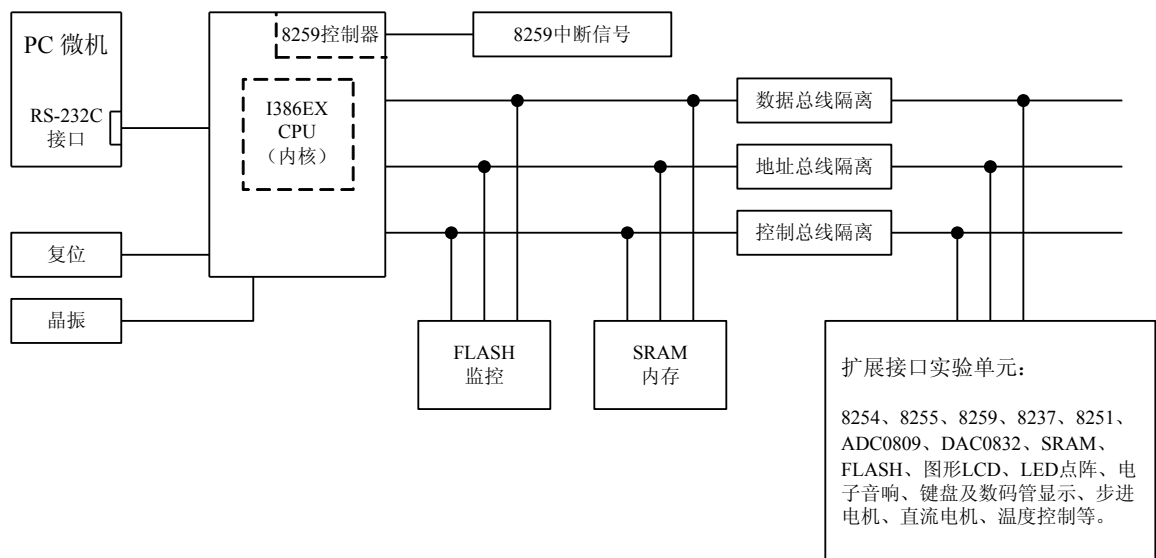 PC 微机
RS-232C
接口
复位
晶振
8259控制器
I386EX
CPU
（内核）
8259中断信号
数据总线隔离
地址总线隔离
控制总线隔离
FLASH
监控
SRAM
内存
扩展接口实验单元：
8254、8255、8259、8237、8251、
ADC0809、DAC0832、SRAM、
FLASH、图形LCD、LED点阵、电
子音响、键盘及数码管显示、步进
电机、直流电机、温度控制等。